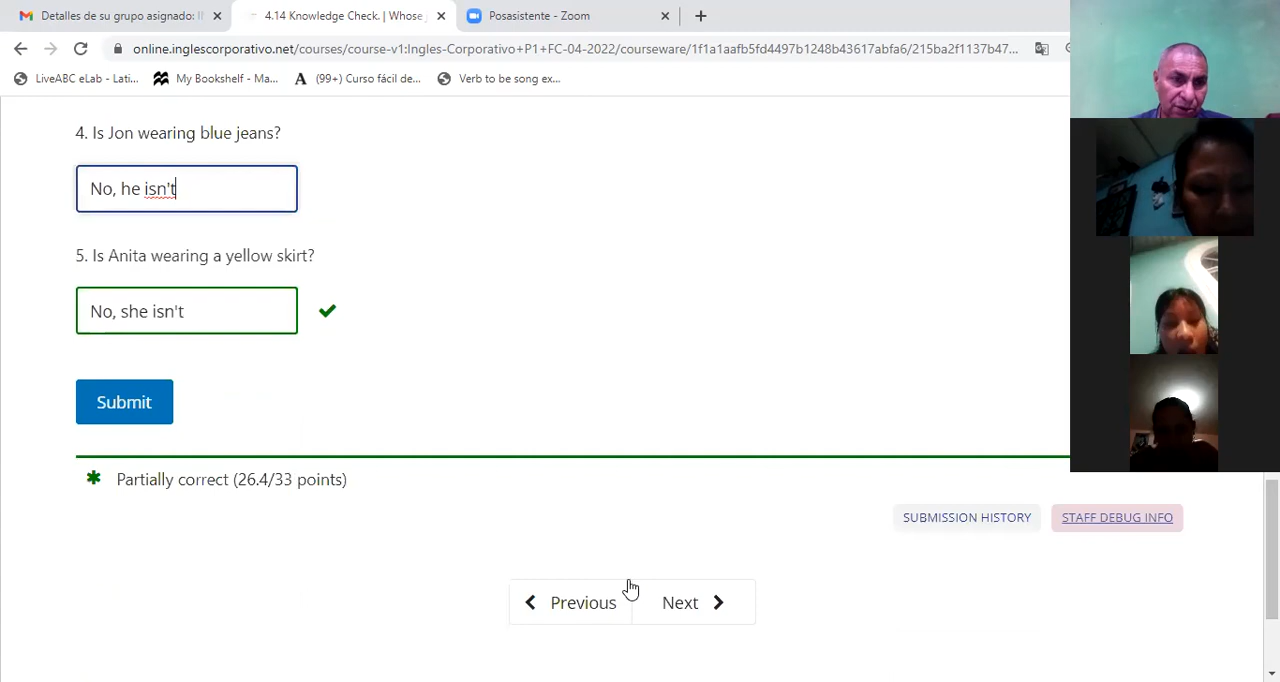 Detalles de su grupo asignado: I
4.14 Knowledge Check. | Whose
Posasistente - Zoom
online.inglescorporativo.net/courses/course-v1:Ingles-Corporativo+P1+FC-04-2022/courseware/1f1a1aafb5fd4497b1248b43617abfa6/215ba2f1137b47...
LiveABC eLab - Lati... My Bookshelf - Ma... (99+) Curso fácil de... Verb to be song ex...
4. Is Jon wearing blue jeans?
No, he isn't
5. Is Anita wearing a yellow skirt?
No, she isn't
Submit
Partially correct (26.4/33 points)
SUBMISSION HISTORY STAFF DEBUG INFO
Previous Next